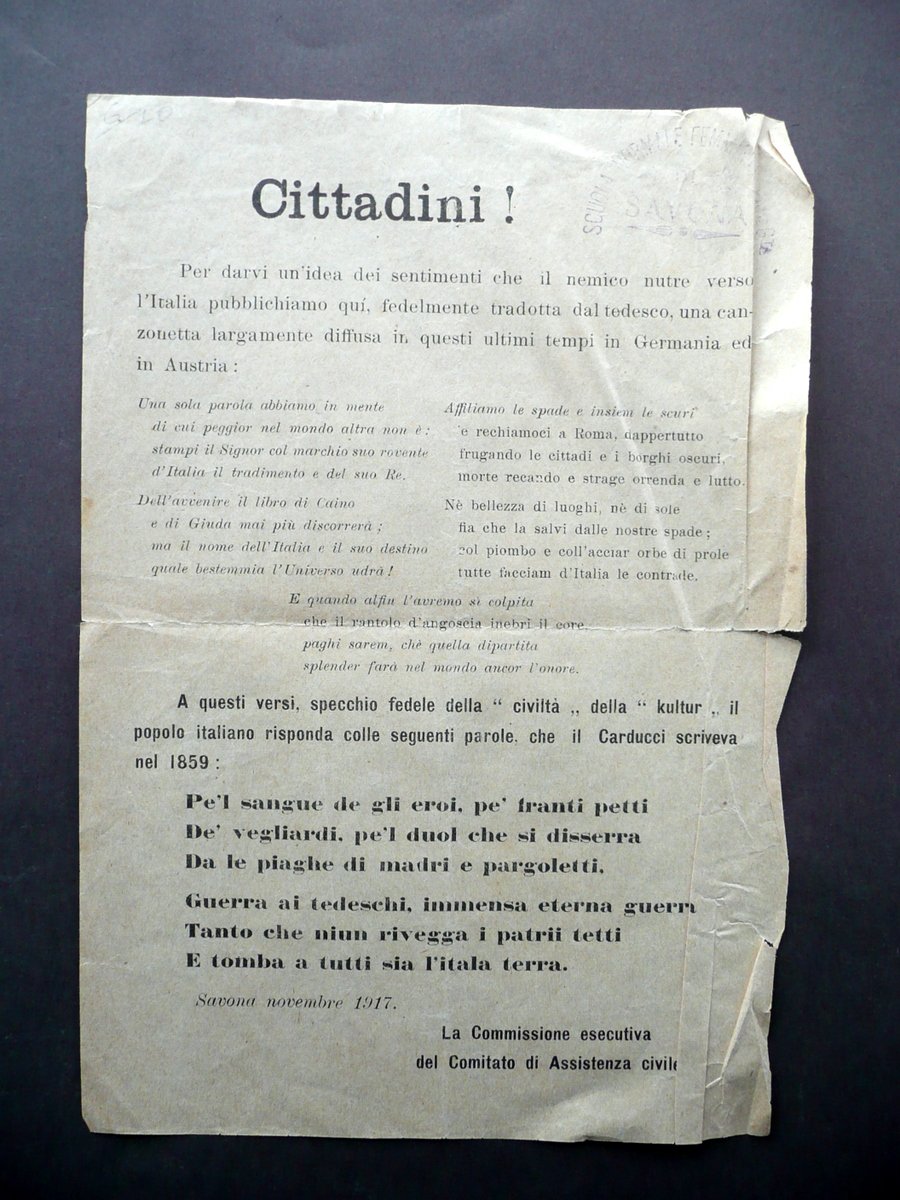 Cittadini !
SCUOLA NORMALE
SAVONA
Per darvi un'idea dei sentimenti che il nemico nutre verso
l'Italia pubblichiamo qui, fedelmente tradotta dal tedesco, una can-
zonetta largamente diffusa in questi ultimi tempi in Germania ed
in Austria :
Una sola parola abbiamo in mente
di cui peggior nel mondo altra non è ;
stampi il Signor col marchio suo rovente
d'Italia il tradimento e del suo Re.
Dell'avvenire il libro di Caino
e di Giuda mai più discorrerà ;
ma il nome dell'Italia e il suo destino
quale bestemmia l'Universo udrà !
Affiliamo le spade e insiem le scuri
e rechiamoci a Roma, dappertutto
frugando le cittadi e i borghi oscuri,
morte recando e strage orrenda e lutto.
Nè bellezza di luoghi, nè di sole
fia che la salvi dalle nostre spade ;
col piombo e coll'acciar orbe di prole
tutte facciam d'Italia le contrade.
E quando alfin l'avremo sì colpita
che il rantolo d'angoscia inebri il core,
paghi sarem, chè quella dipartita
splender farà nel mondo ancor l'onore.
A questi versi, specchio fedele della “ civiltà „ della “ kultur „ il
popolo italiano risponda colle seguenti parole, che il Carducci scriveva
nel 1859 :
Pe'l sangue de gli eroi, pe' franti petti
De' vegliardi, pe'l duol che si disserra
Da le piaghe di madri e pargoletti,
Guerra ai tedeschi, immensa eterna guerra
Tanto che niun rivegga i patrii tetti
E tomba a tutti sia l'itala terra.
Savona novembre 1917.
La Commissione esecutiva
del Comitato di Assistenza civile